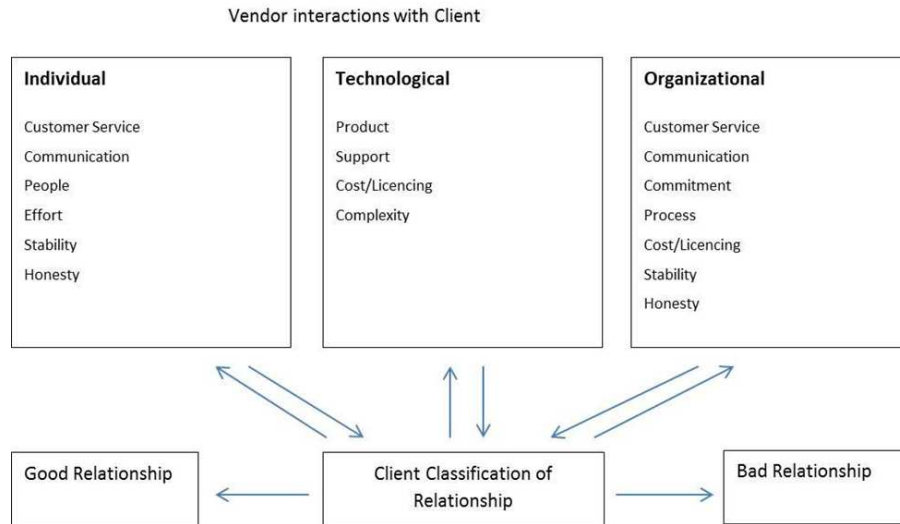 Vendor interactions with Client
Individual
Customer Service
Communication
People
Effort
Stability
Honesty
Technological
Product
Support
Cost/Licencing
Complexity
Organizational
Customer Service
Communication
Commitment
Process
Cost/Licencing
Stability
Honesty
Good Relationship
Client Classification of
Relationship
Bad Relationship